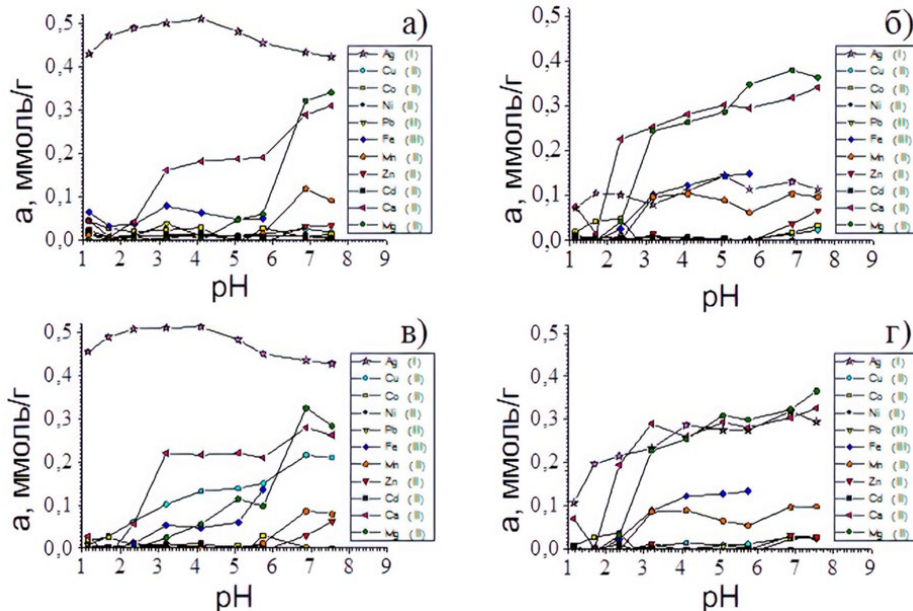 а)
а, ммоль/г
0,5
0,4
0,3
0,2
0,1
0,0
1 2 3 4 5 6 7 8 9
pH
Ag (I)
Cu (II)
Co (II)
Ni (II)
Pb (II)
Fe (III)
Mn (II)
Zn (II)
Cd (II)
Ca (II)
Mg (II)
б)
а, ммоль/г
0,5
0,4
0,3
0,2
0,1
0,0
1 2 3 4 5 6 7 8 9
pH
Ag (I)
Cu (II)
Co (II)
Ni (II)
Pb (II)
Fe (III)
Mn (II)
Zn (II)
Cd (II)
Ca (II)
Mg (II)
в)
а, ммоль/г
0,5
0,4
0,3
0,2
0,1
0,0
1 2 3 4 5 6 7 8 9
pH
Ag (I)
Cu (II)
Co (II)
Ni (II)
Pb (II)
Fe (III)
Mn (II)
Zn (II)
Cd (II)
Ca (II)
Mg (II)
г)
а, ммоль/г
0,5
0,4
0,3
0,2
0,1
0,0
1 2 3 4 5 6 7 8 9
pH
Ag (I)
Cu (II)
Co (II)
Ni (II)
Pb (II)
Fe (III)
Mn (II)
Zn (II)
Cd (II)
Ca (II)
Mg (II)